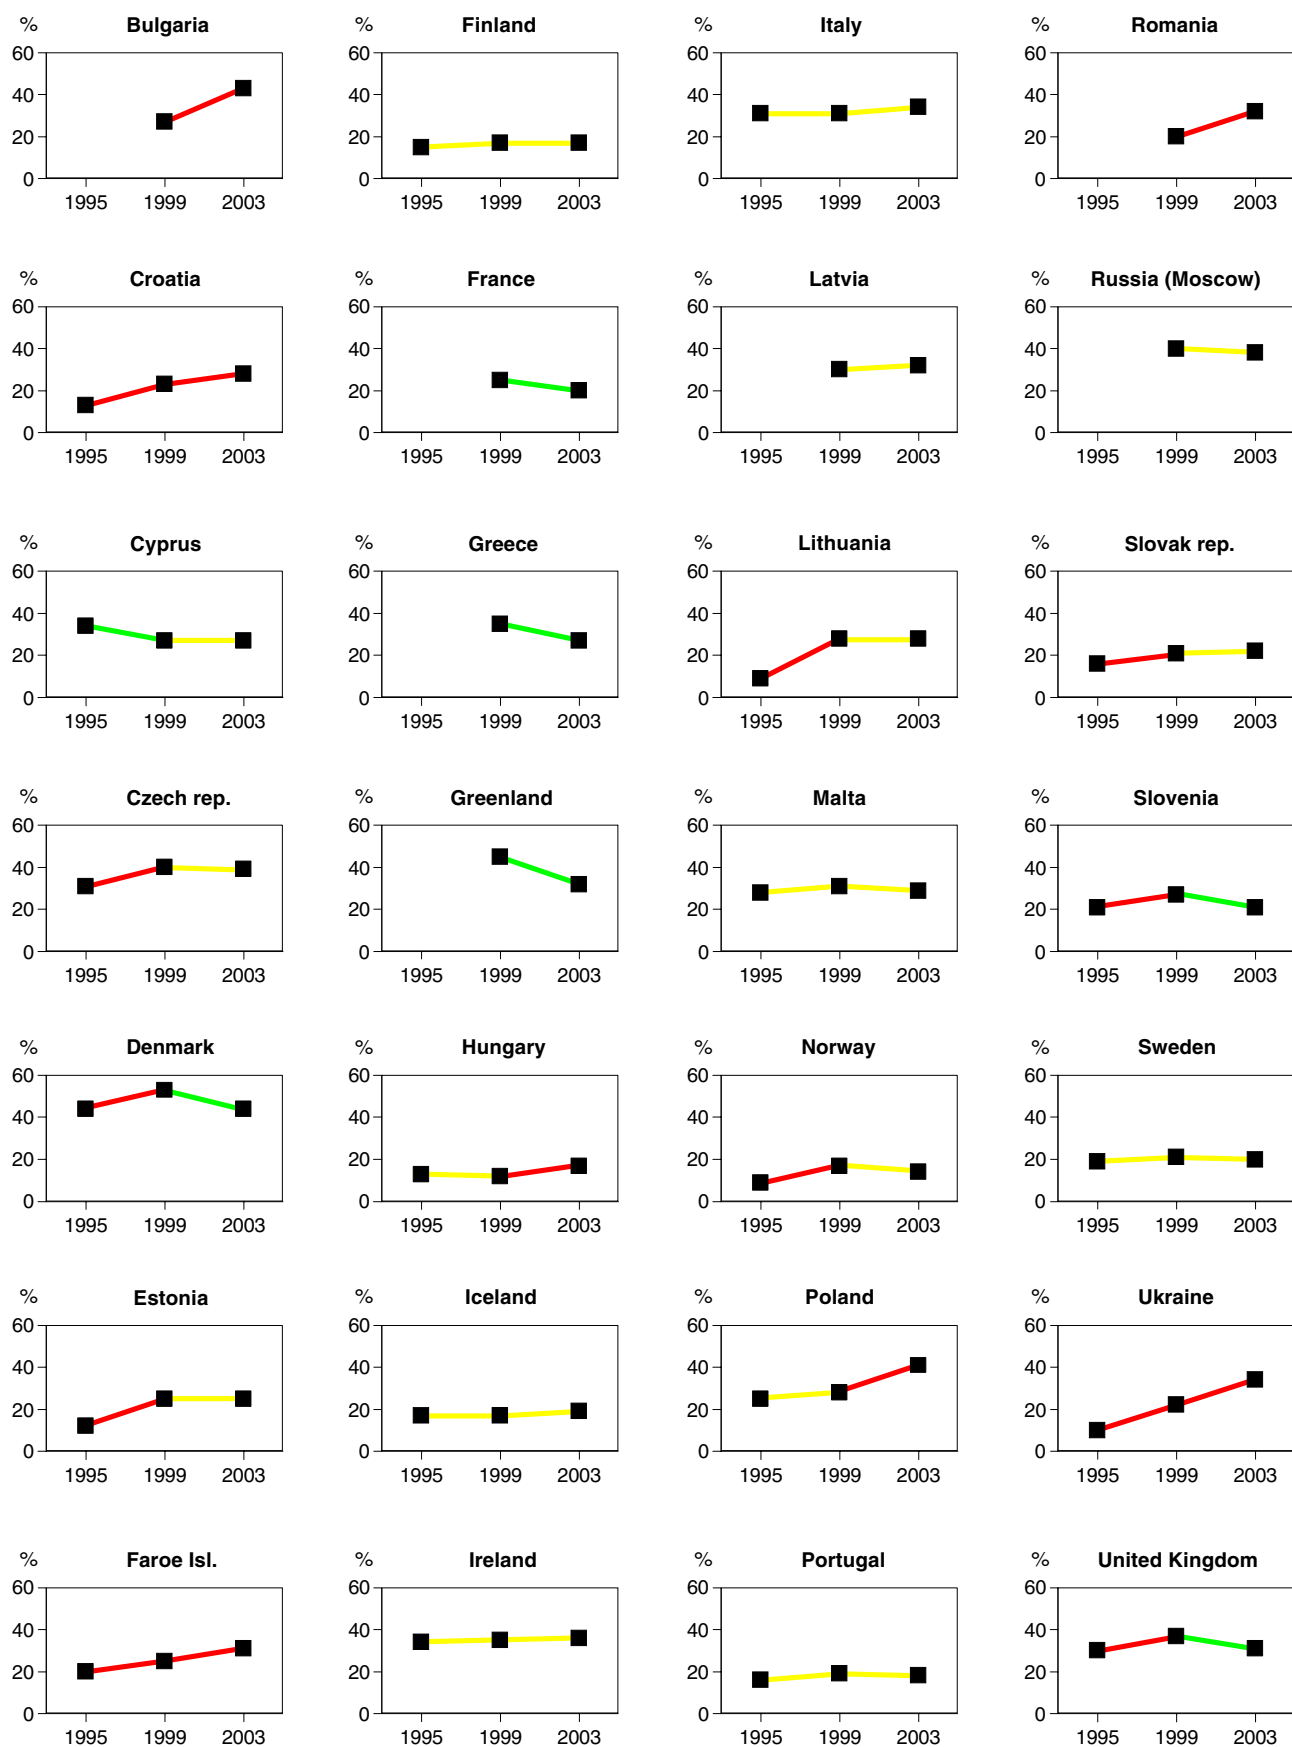 % Bulgaria % Finland % Italy % Romania
60 60 60 60
40 40 40 40
20 20 20 20
0 0 0 0
1995 1999 2003 1995 1999 2003 1995 1999 2003 1995 1999 2003
% Croatia % France % Latvia % Russia (Moscow)
60 60 60 60
40 40 40 40
20 20 20 20
0 0 0 0
1995 1999 2003 1995 1999 2003 1995 1999 2003 1995 1999 2003
% Cyprus % Greece % Lithuania % Slovak rep.
60 60 60 60
40 40 40 40
20 20 20 20
0 0 0 0
1995 1999 2003 1995 1999 2003 1995 1999 2003 1995 1999 2003
% Czech rep. % Greenland % Malta % Slovenia
60 60 60 60
40 40 40 40
20 20 20 20
0 0 0 0
1995 1999 2003 1995 1999 2003 1995 1999 2003 1995 1999 2003
% Denmark % Hungary % Norway % Sweden
60 60 60 60
40 40 40 40
20 20 20 20
0 0 0 0
1995 1999 2003 1995 1999 2003 1995 1999 2003 1995 1999 2003
% Estonia % Iceland % Poland % Ukraine
60 60 60 60
40 40 40 40
20 20 20 20
0 0 0 0
1995 1999 2003 1995 1999 2003 1995 1999 2003 1995 1999 2003
% Faroe Isl. % Ireland % Portugal % United Kingdom
60 60 60 60
40 40 40 40
20 20 20 20
0 0 0 0
1995 1999 2003 1995 1999 2003 1995 1999 2003 1995 1999 2003